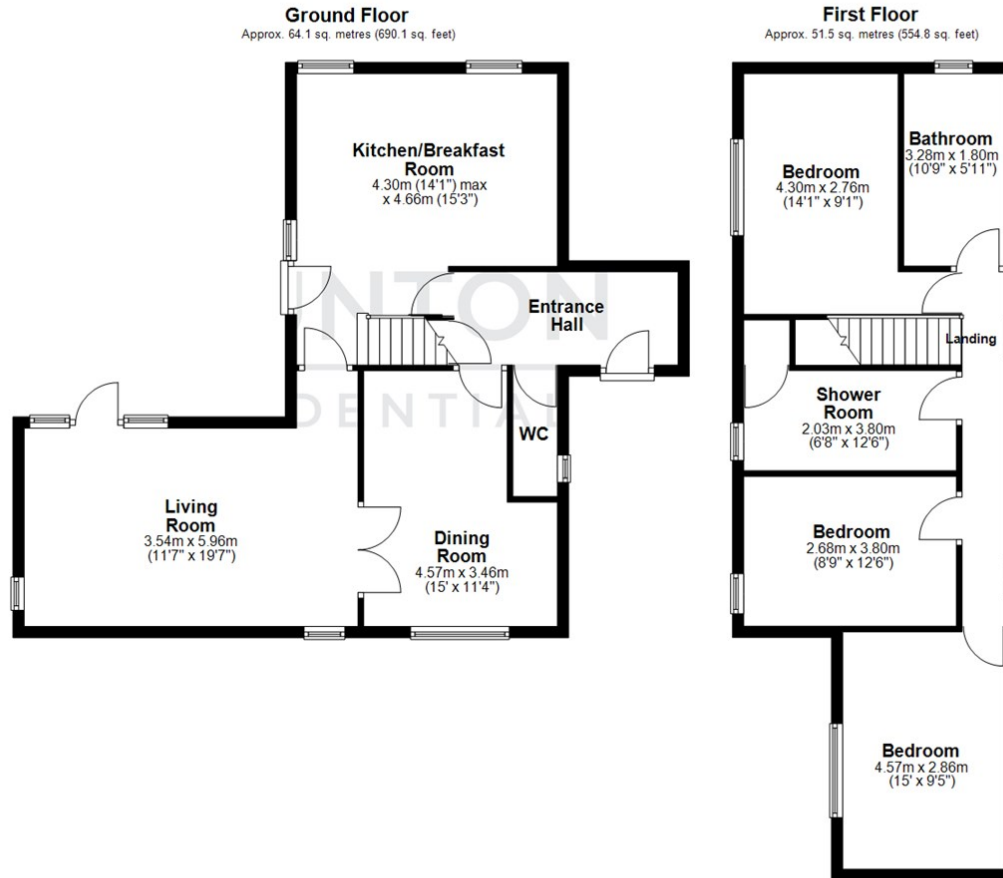 Ground Floor
Approx. 64.1 sq. metres (690.1 sq. feet)
Kitchen/Breakfast
Room
4.30m (14'1") max
x 4.66m (15'3")
Entrance
Hall
WC
Living
Room
3.54m x 5.96m
(11'7" x 19'7")
Dining
Room
4.57m x 3.46m
(15' x 11'4")
First Floor
Approx. 51.5 sq. metres (554.8 sq. feet)
Bedroom
4.30m x 2.76m
(14'1" x 9'1")
Bathroom
3.28m x 1.80m
(10'9" x 5'11")
Landing
Shower
Room
2.03m x 3.80m
(6'8" x 12'6")
Bedroom
2.68m x 3.80m
(8'9" x 12'6")
Bedroom
4.57m x 2.86m
(15' x 9'5")